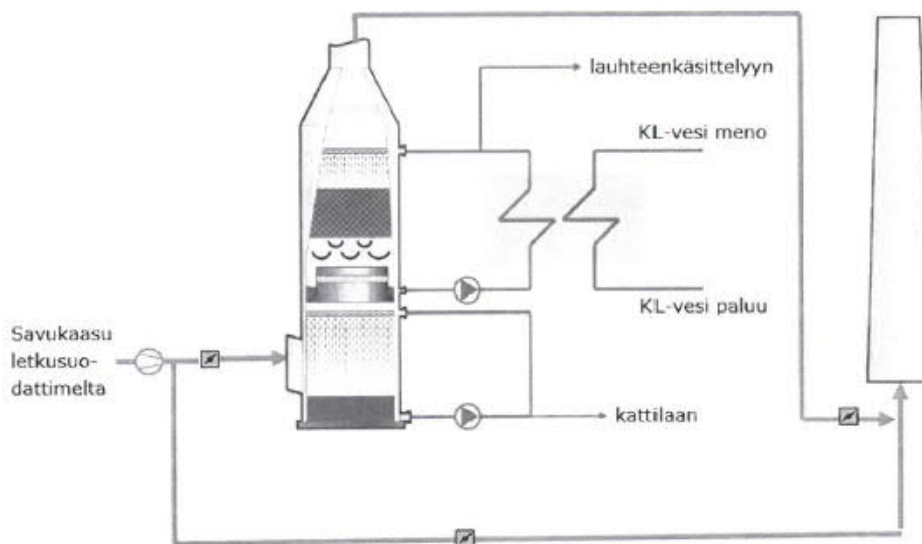 lauhteenkäsittelyyn
KL-vesi meno
KL-vesi paluu
Savukaasu
letkusuo-
dattimelta
kattilaan